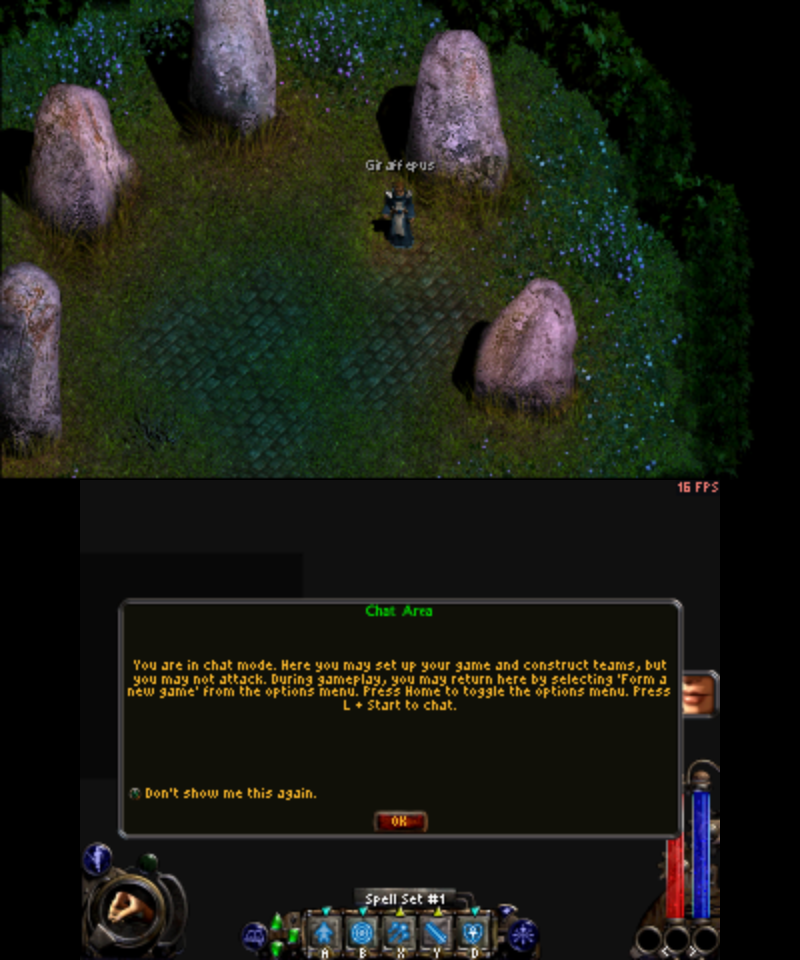 Giraffepus
16 FPS
Chat Area
You are in chat mode. Here you may set up your game and construct teams, but
you may not attack. During gameplay, you may return here by selecting 'Form a
new game' from the options menu. Press Home to toggle the options menu. Press
L + Start to chat.
Don't show me this again.
OK
Spell Set #1
A B X Y D